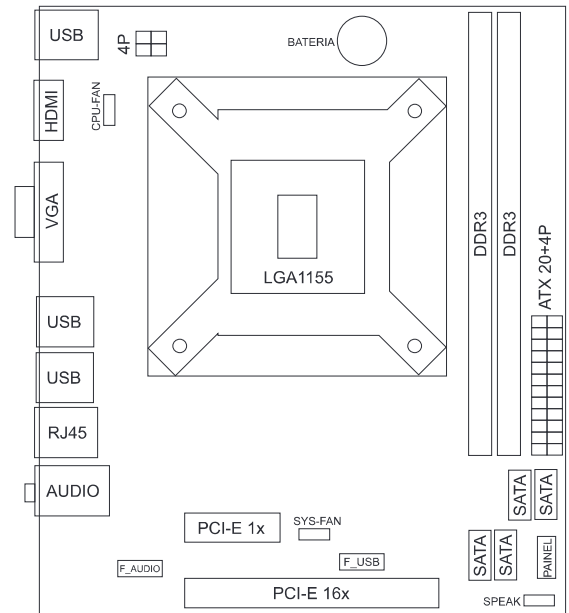 USB
4P
BATERIA
HDMI
CPU-FAN
VGA
DDR3
DDR3
LGA1155
ATX 20+4P
USB
USB
RJ45
AUDIO
SATA
SATA
PCI-E 1x
SYS-FAN
F_AUDIO
F_USB
SATA
SATA
PAINEL
PCI-E 16x
SPEAK